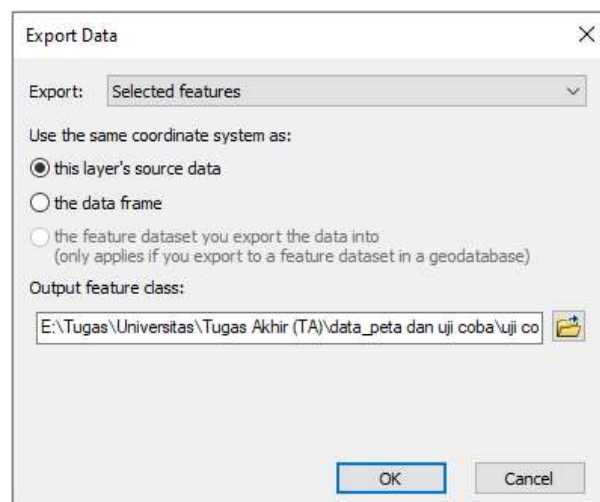 Export Data
Export: Selected features
Use the same coordinate system as:
this layer's source data
the data frame
the feature dataset you export the data into
(only applies if you export to a feature dataset in a geodatabase)
Output feature class:
E:\Tugas\Universitas\Tugas Akhir (TA)\data_peta dan uji coba\uji co
OK Cancel